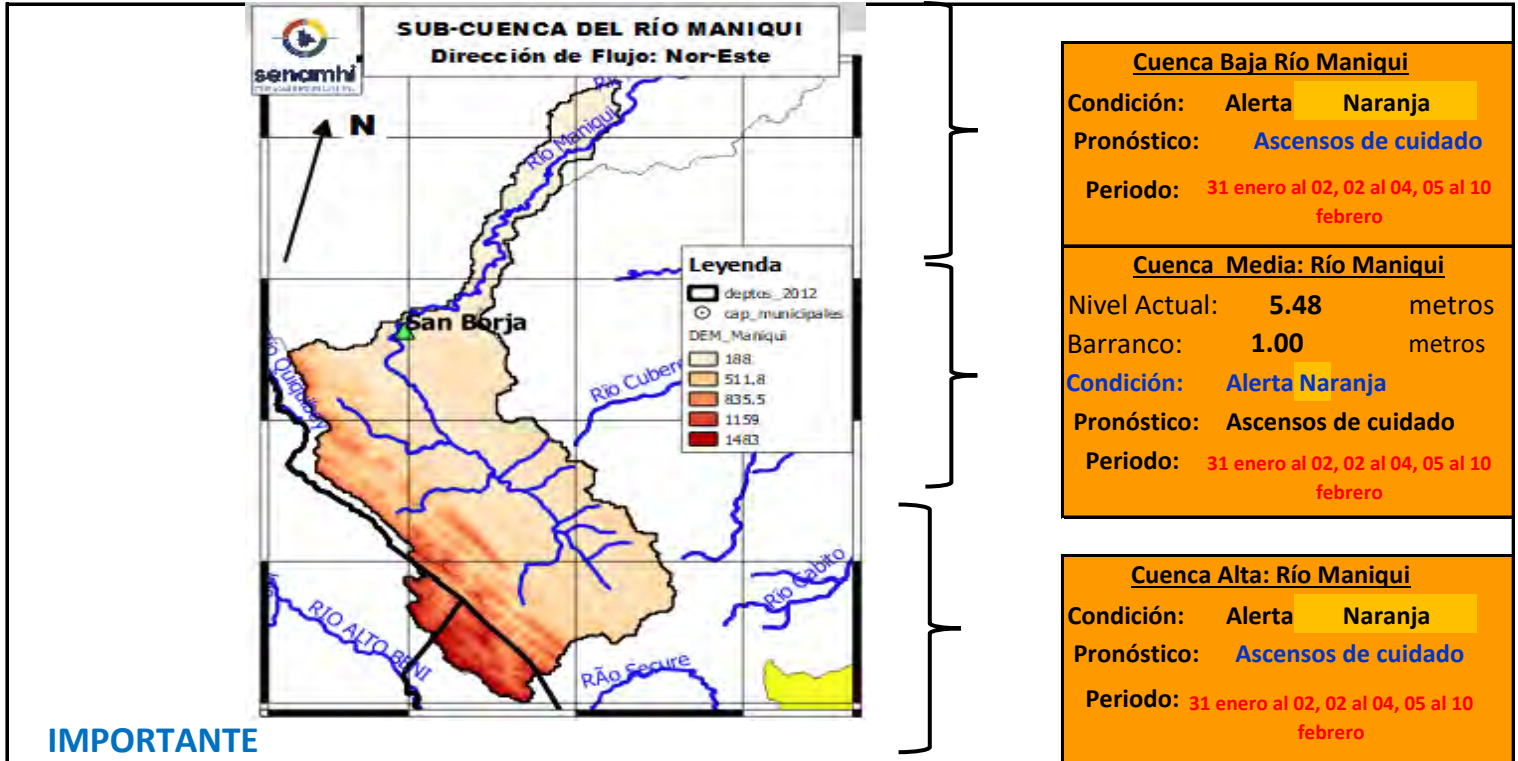 SUB-CUENCA DEL RÍO MANIQUI
Dirección de Flujo: Nor-Este
senamhi
N
Río Maniqui
San Borja
Río Quiquibey
Río Cubere
RIO ALTO BENI
RÃo Secure
Río Cabito
Leyenda
deptos_2012
cap_municipales
DEM_Maniqui
188
511.8
835.5
1159
1483
IMPORTANTE
Cuenca Baja Río Maniqui
Condición: Alerta Naranja
Pronóstico: Ascensos de cuidado
Periodo: 31 enero al 02, 02 al 04, 05 al 10
febrero
Cuenca Media: Río Maniqui
Nivel Actual: 5.48 metros
Barranco: 1.00 metros
Condición: Alerta Naranja
Pronóstico: Ascensos de cuidado
Periodo: 31 enero al 02, 02 al 04, 05 al 10
febrero
Cuenca Alta: Río Maniqui
Condición: Alerta Naranja
Pronóstico: Ascensos de cuidado
Periodo: 31 enero al 02, 02 al 04, 05 al 10
febrero